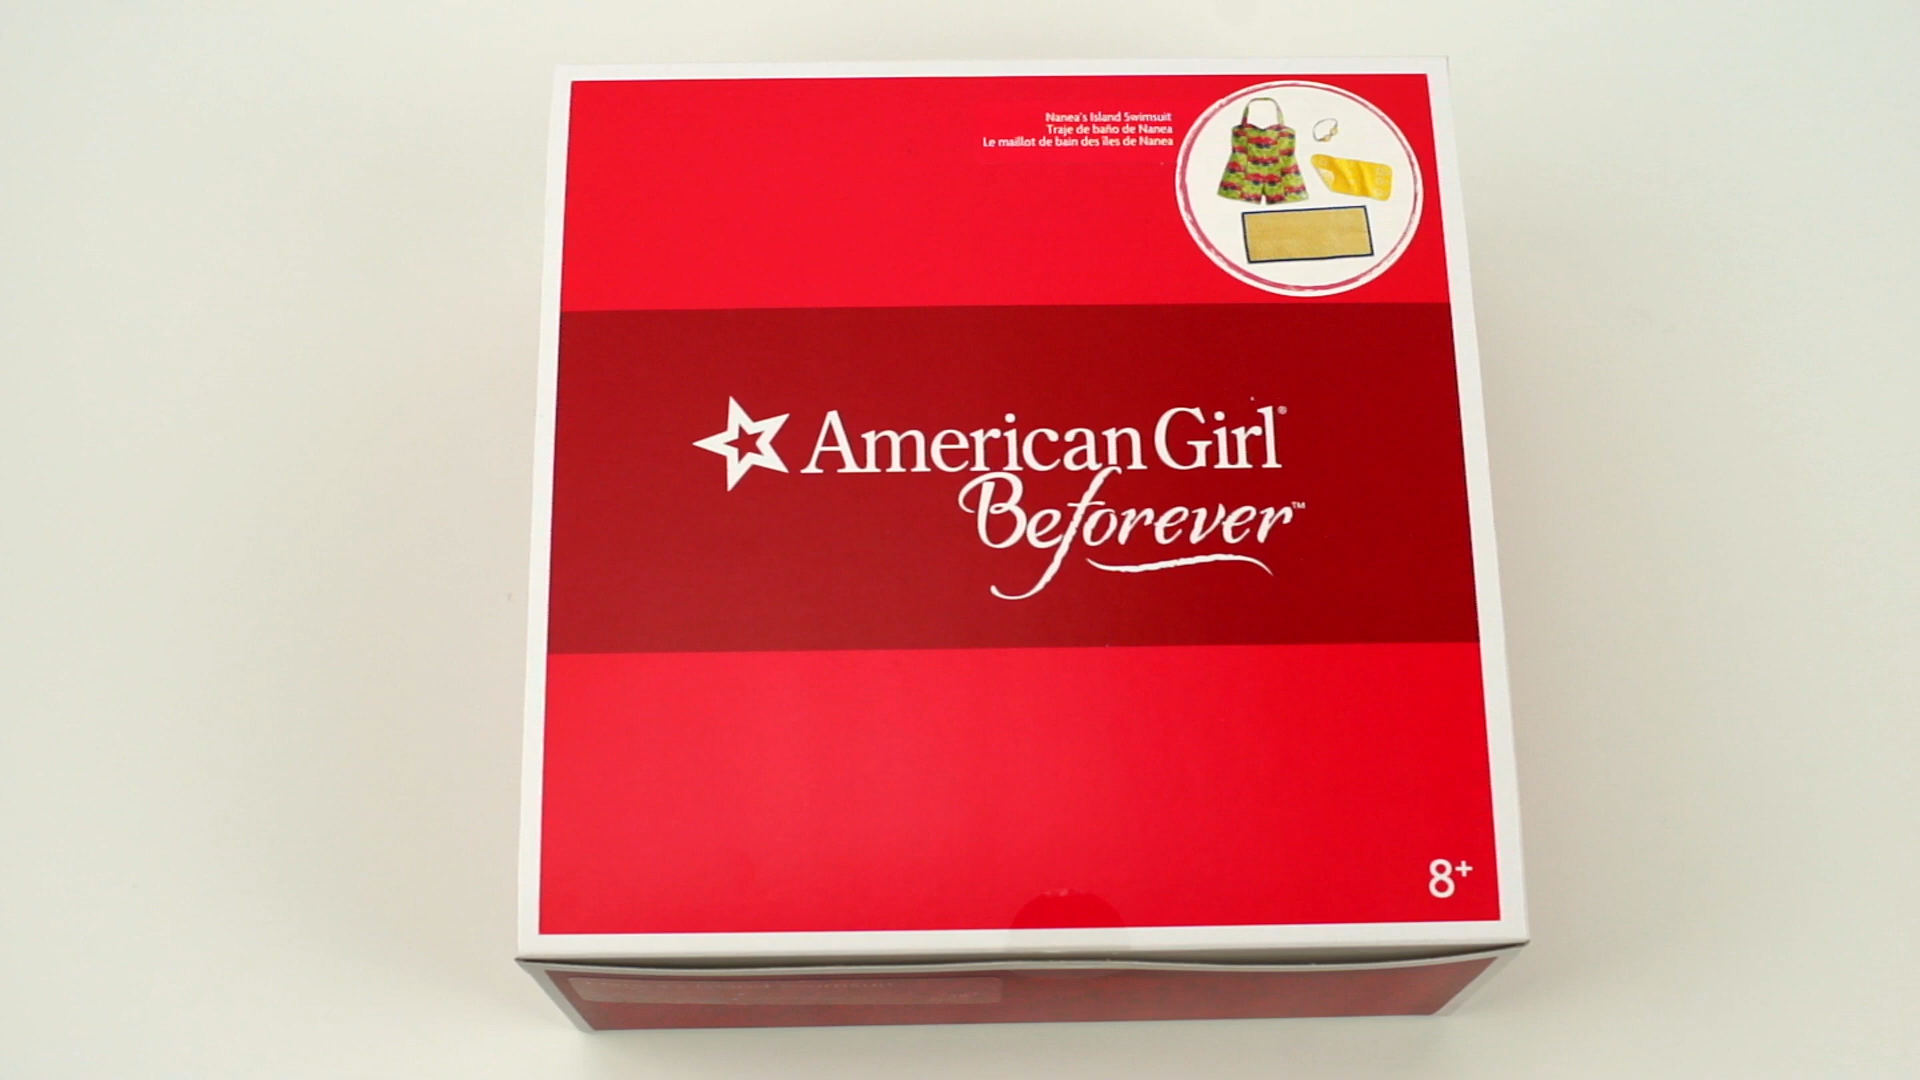 Nanea's Island Swimsuit
Traje de baño de Nanea
Le maillot de bain des îles de Nanea
American Girl®
Beforever™
8+